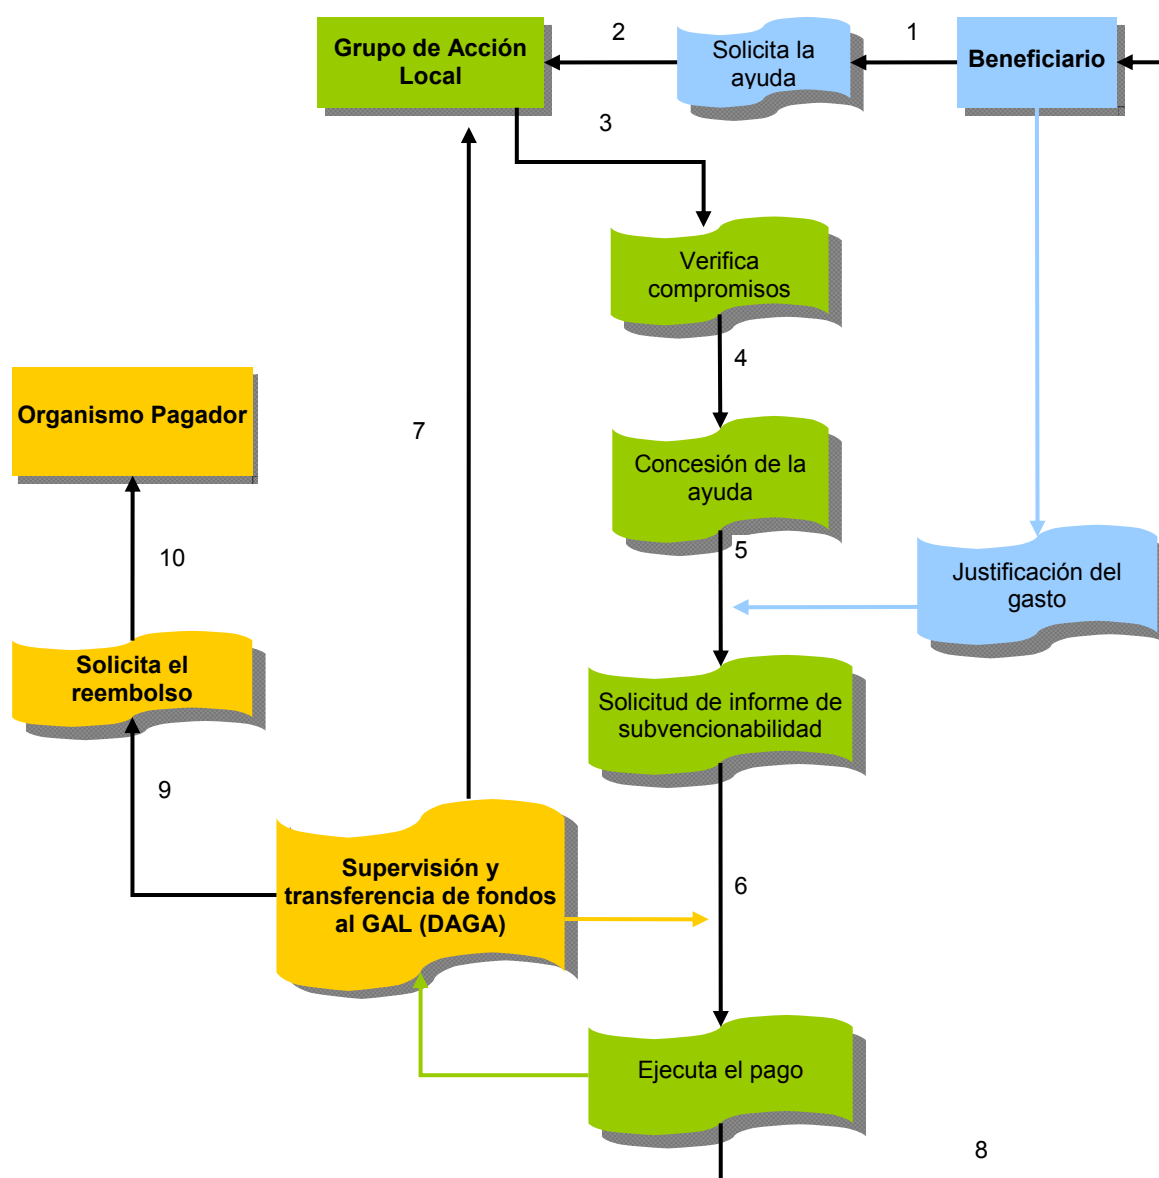 2
1
Grupo de Acción
Local
Solicita la
ayuda
Beneficiario
3
Verifica
compromisos
4
Organismo Pagador
7
Concesión de la
ayuda
5
10
Justificación del
gasto
Solicita el
reembolso
Solicitud de informe de
subvencionabilidad
9
Supervisión y
transferencia de fondos
al GAL (DAGA)
6
Ejecuta el pago
8